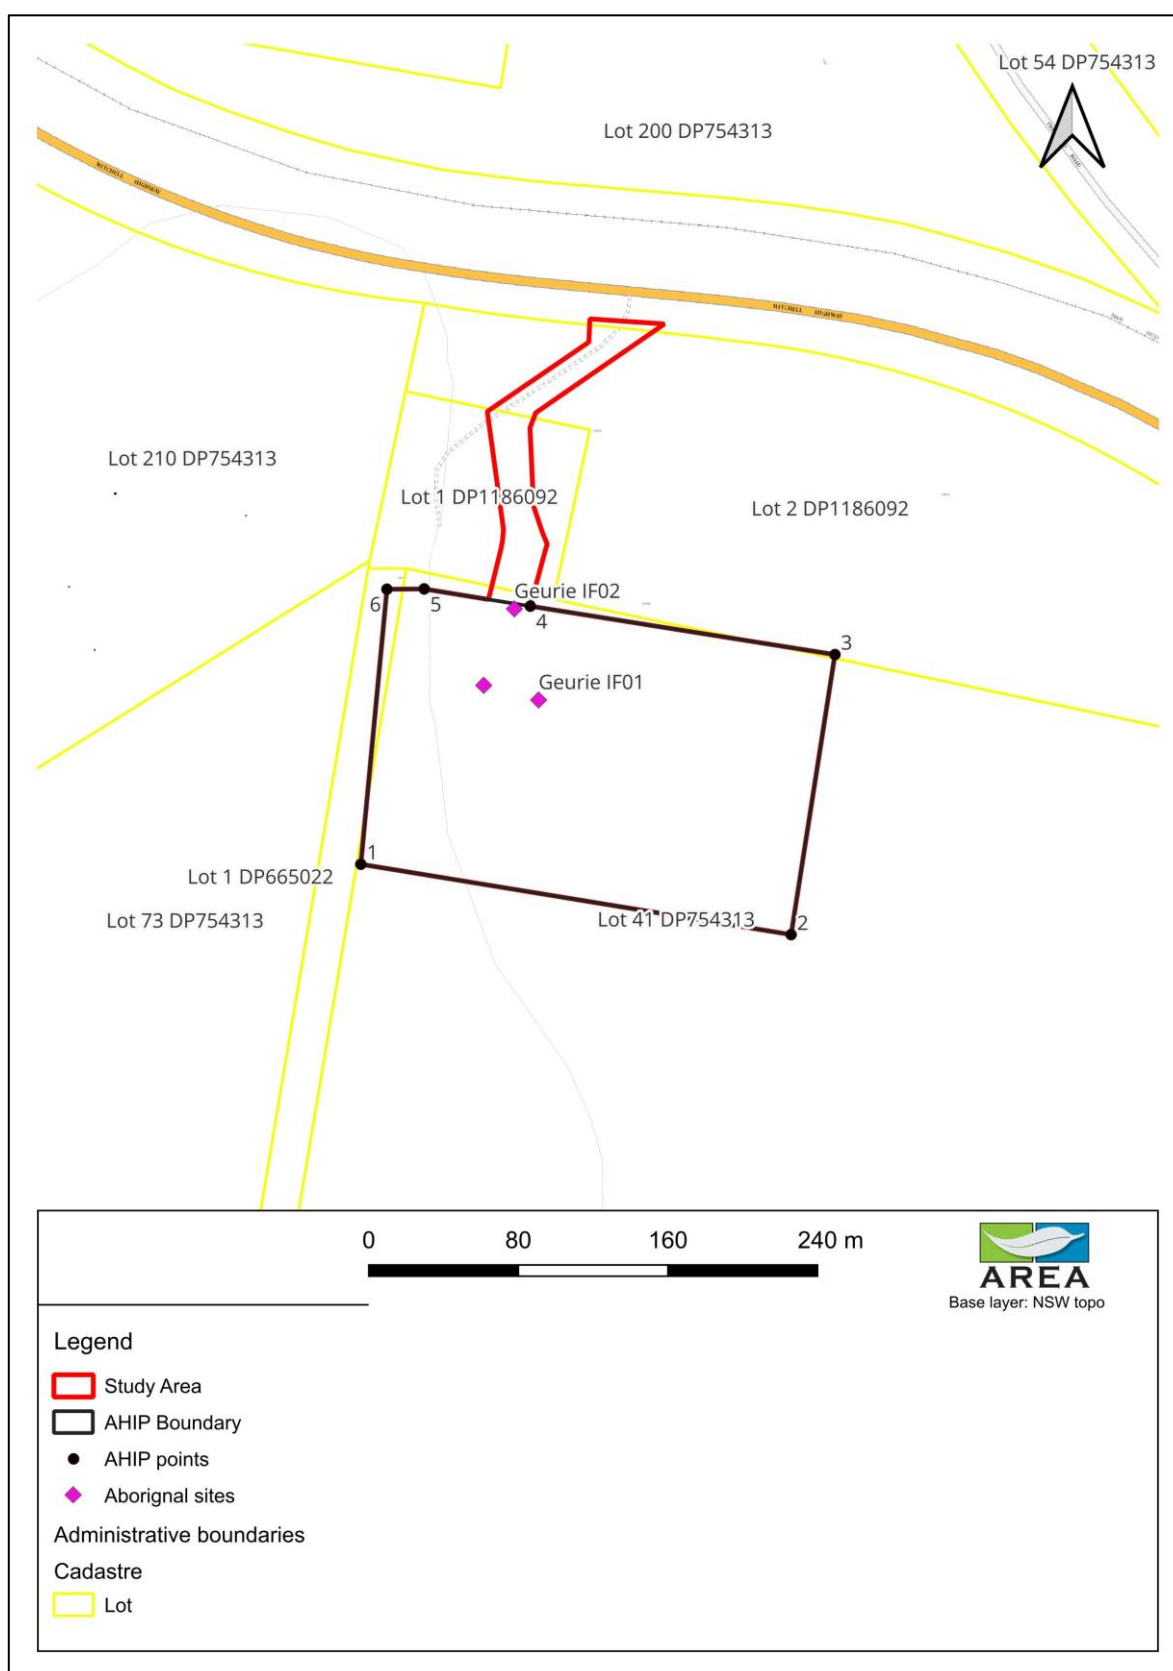 Lot 54 DP754313
Lot 200 DP754313
MITCHELL HIGHWAY
MITCHELL HIGHWAY
Lot 210 DP754313
Lot 1 DP1186092
Lot 2 DP1186092
Geurie IF02
6
5
4
3
Geurie IF01
1
Lot 1 DP665022
Lot 73 DP754313
Lot 41 DP754313
2
0 80 160 240 m
AREA
Base layer: NSW topo
Legend
Study Area
AHIP Boundary
AHIP points
Aborignal sites
Administrative boundaries
Cadastre
Lot